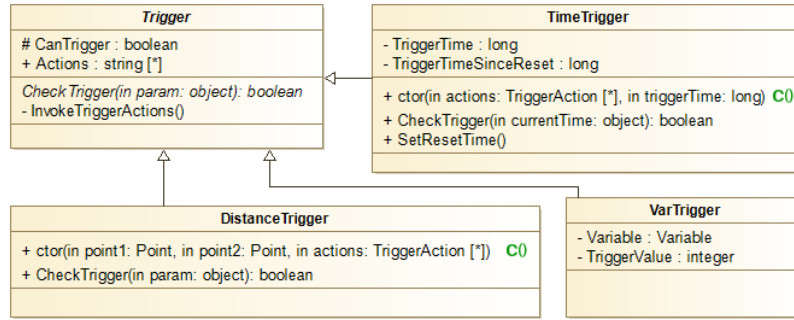 Trigger
# CanTrigger : boolean
+ Actions : string [*]
CheckTrigger(in param: object): boolean
- InvokeTriggerActions()
TimeTrigger
- TriggerTime : long
- TriggerTimeSinceReset : long
+ ctor(in actions: TriggerAction [*], in triggerTime: long) C()
+ CheckTrigger(in currentTime: object): boolean
+ SetResetTime()
DistanceTrigger
+ ctor(in point1: Point, in point2: Point, in actions: TriggerAction [*]) C()
+ CheckTrigger(in param: object): boolean
VarTrigger
- Variable : Variable
- TriggerValue : integer